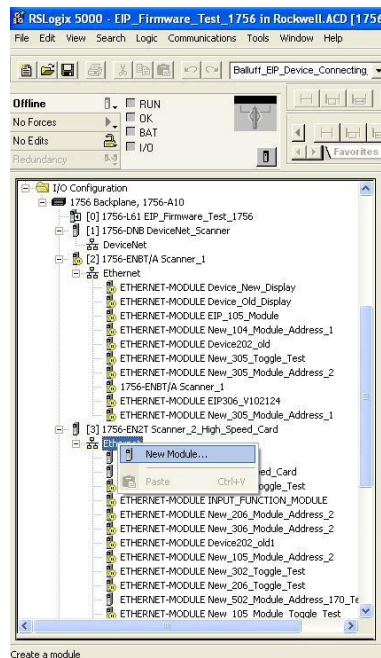 RSLogix 5000 - EIP_Firmware_Test_1756 in Rockwell.ACD [1756
File Edit View Search Logic Communications Tools Window Help
Balluff_EIP_Device_Connecting,
Offline RUN
No Forces OK
No Edits BAT
Redundancy I/O
Favorites
I/O Configuration
1756 Backplane, 1756-A10
[0] 1756-L61 EIP_Firmware_Test_1756
[1] 1756-DNB DeviceNet_Scanner
DeviceNet
[2] 1756-ENBT/A Scanner_1
Ethernet
ETHERNET-MODULE Device_New_Display
ETHERNET-MODULE Device_Old_Display
ETHERNET-MODULE EIP_105_Module
ETHERNET-MODULE New_104_Module_Address_1
ETHERNET-MODULE Device202_old
ETHERNET-MODULE New_305_Toggle_Test
ETHERNET-MODULE New_305_Module_Address_2
1756-ENBT/A Scanner_1
ETHERNET-MODULE EIP306_V102124
ETHERNET-MODULE New_305_Module_Address_1
[3] 1756-EN2T Scanner_2_High_Speed_Card
New Module...
ed_Card
Paste Ctrl+V
oggle_Test
ETHERNET-MODULE INPUT_FUNCTION_MODULE
ETHERNET-MODULE New_206_Module_Address_2
ETHERNET-MODULE New_306_Module_Address_2
ETHERNET-MODULE Device202_old1
ETHERNET-MODULE New_105_Module_Address_2
ETHERNET-MODULE New_302_Toggle_Test
ETHERNET-MODULE New_206_Toggle_Test
ETHERNET-MODULE New_502_Module_Address_170_Te
ETHERNET-MODULE New_105_Module_Toggle_Test
Create a module